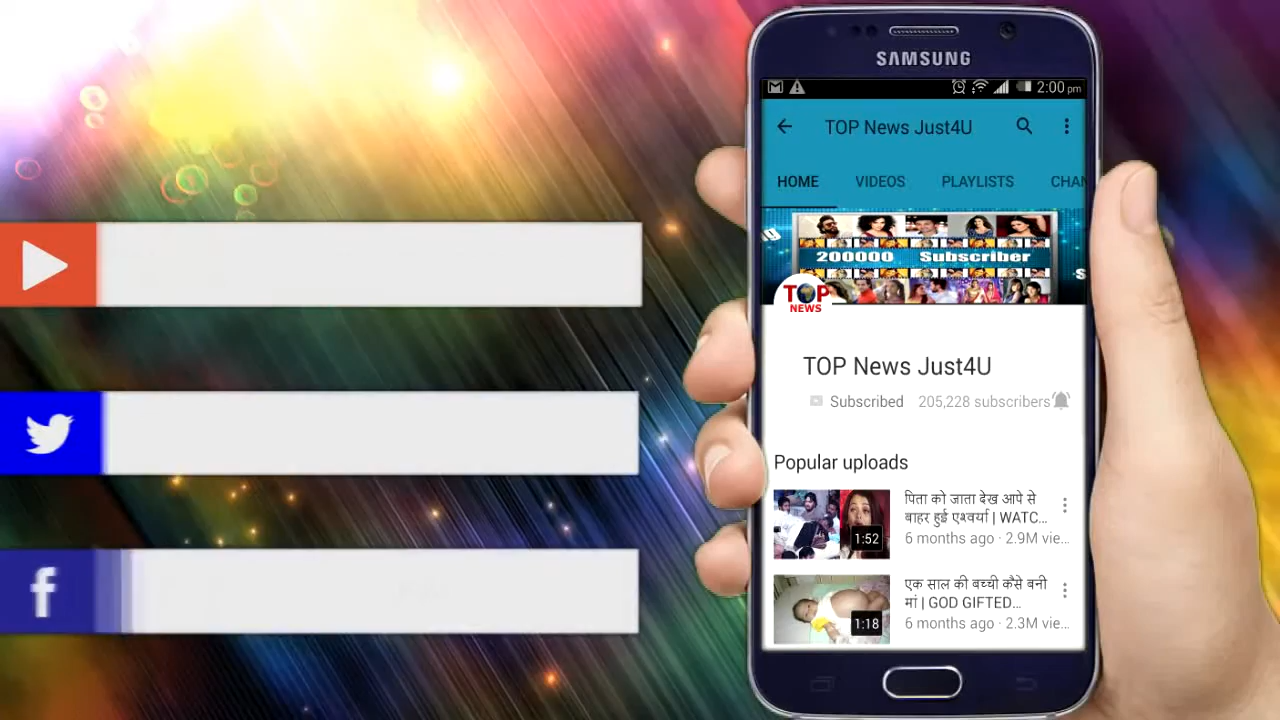 SAMSUNG
2:00 pm
TOP News Just4U
HOME VIDEOS PLAYLISTS CHAN
200000 Subscriber
TOP
NEWS
TOP News Just4U
Subscribed 205,228 subscribers
Popular uploads
पिता को जाता देख आपे से
बाहर हुई एश्वर्या | WATC...
6 months ago · 2.9M vie...
1:52
एक साल की बच्ची कैसे बनी
मां | GOD GIFTED...
6 months ago · 2.3M vie...
1:18